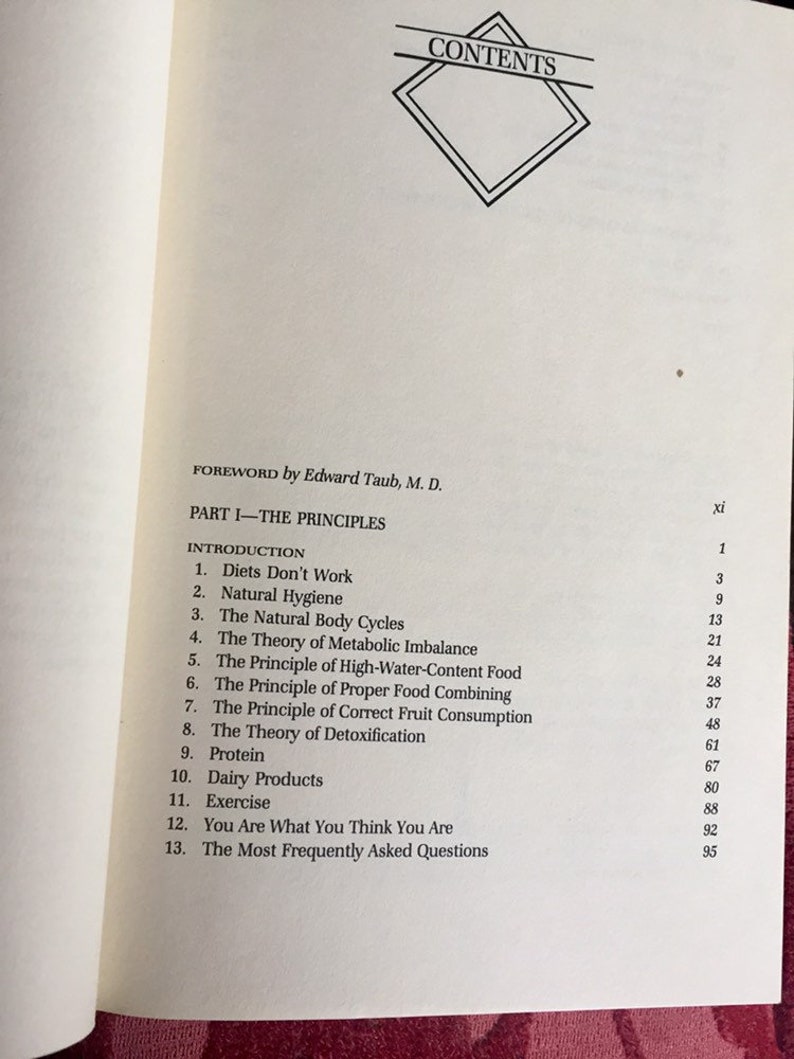 CONTENTS
FOREWORD by Edward Taub, M. D. xi
PART I—THE PRINCIPLES 1
INTRODUCTION 3
1. Diets Don't Work 9
2. Natural Hygiene 13
3. The Natural Body Cycles 21
4. The Theory of Metabolic Imbalance 24
5. The Principle of High-Water-Content Food 28
6. The Principle of Proper Food Combining 37
7. The Principle of Correct Fruit Consumption 48
8. The Theory of Detoxification 61
9. Protein 67
10. Dairy Products 80
11. Exercise 88
12. You Are What You Think You Are 92
13. The Most Frequently Asked Questions 95